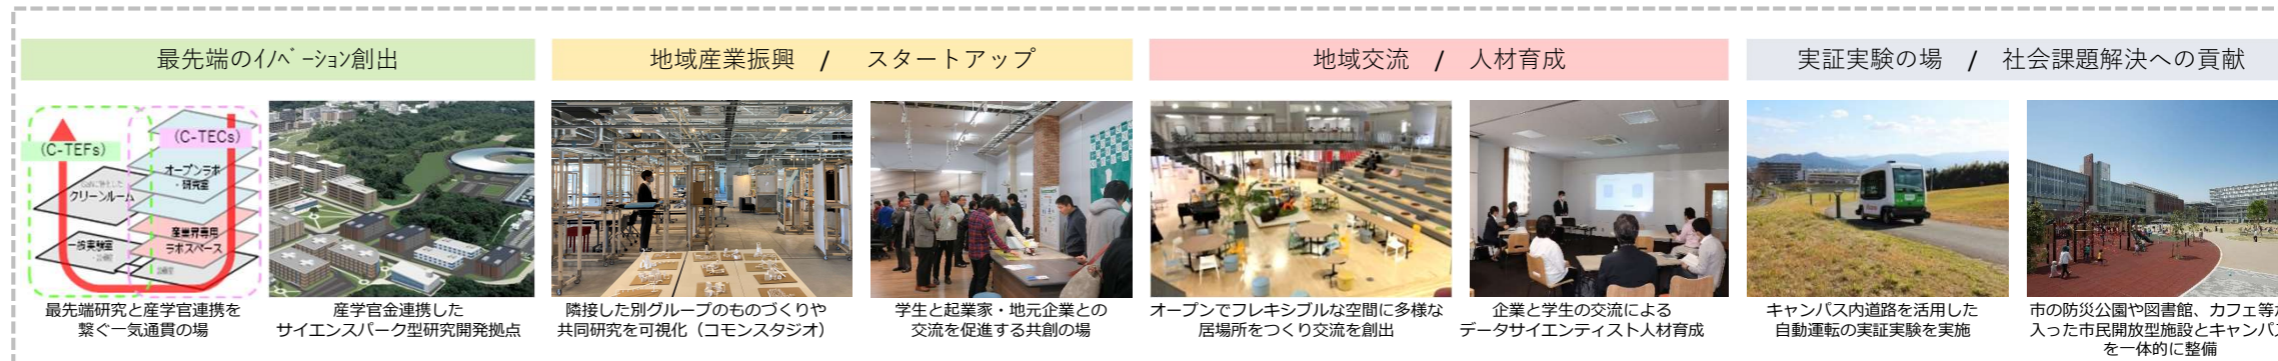 最先端のｲﾉﾍﾞｰｼｮﾝ創出
地域産業振興 / スタートアップ
地域交流 / 人材育成
実証実験の場 / 社会課題解決への貢献
(C-TEFs)
(C-TECs)
オープンラボ
・研究室
クリーンルーム
産業界専用
ラボスペース
一般実験室
最先端研究と産学官連携を
繋ぐ一気通貫の場
産学官金連携した
サイエンスパーク型研究開発拠点
隣接した別グループのものづくりや
共同研究を可視化（コモンスタジオ）
学生と起業家・地元企業との
交流を促進する共創の場
オープンでフレキシブルな空間に多様な
居場所をつくり交流を創出
企業と学生の交流による
データサイエンティスト人材育成
キャンパス内道路を活用した
自動運転の実証実験を実施
市の防災公園や図書館、カフェ等が
入った市民開放型施設とキャンパス
を一体的に整備